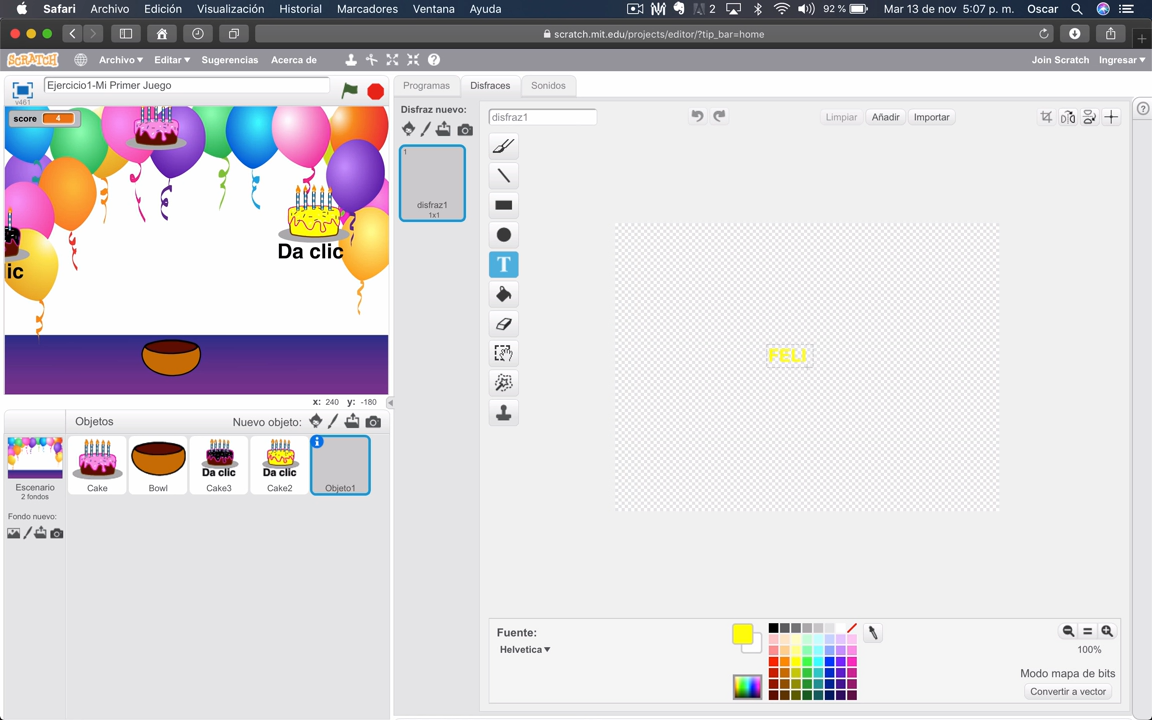 Safari Archivo Edición Visualización Historial Marcadores Ventana Ayuda 2 92 % Mar 13 de nov 5:07 p. m. Oscar
scratch.mit.edu/projects/editor/?tip_bar=home
SCRATCH Archivo Editar Sugerencias Acerca de Join Scratch Ingresar
v461
Ejercicio1-Mi Primer Juego
Programas Disfraces Sonidos
score 4
Disfraz nuevo:
disfraz1
Limpiar Añadir Importar
1
disfraz1
1x1
T
Da clic
ic
FELI
x: 240 y: -180
Objetos Nuevo objeto:
Da clic
Da clic
Escenario
2 fondos
Cake Bowl Cake3 Cake2 Objeto1
Fondo nuevo:
Fuente:
Helvetica
100%
Modo mapa de bits
Convertir a vector